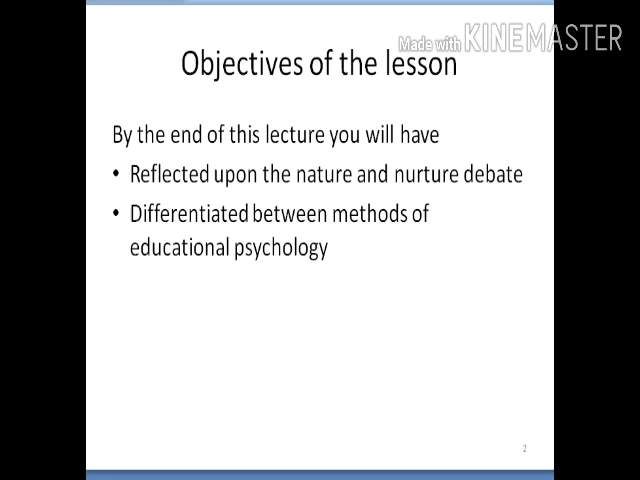 Made with KINEMASTER
Objectives of the lesson
By the end of this lecture you will have
• Reflected upon the nature and nurture debate
• Differentiated between methods of
educational psychology
2